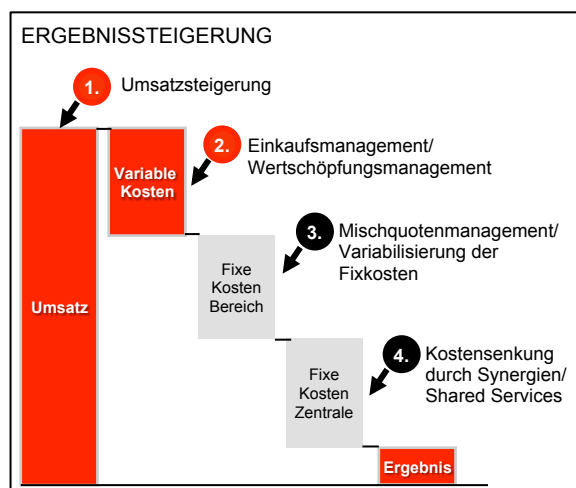 ERGEBNISSTEIGERUNG
1. Umsatzsteigerung
2. Einkaufsmanagement/
Wertschöpfungsmanagement
Variable
Kosten
3. Mischquotenmanagement/
Variabilisierung der
Fixkosten
Fixe
Kosten
Bereich
Umsatz
4. Kostensenkung
durch Synergien/
Shared Services
Fixe
Kosten
Zentrale
Ergebnis